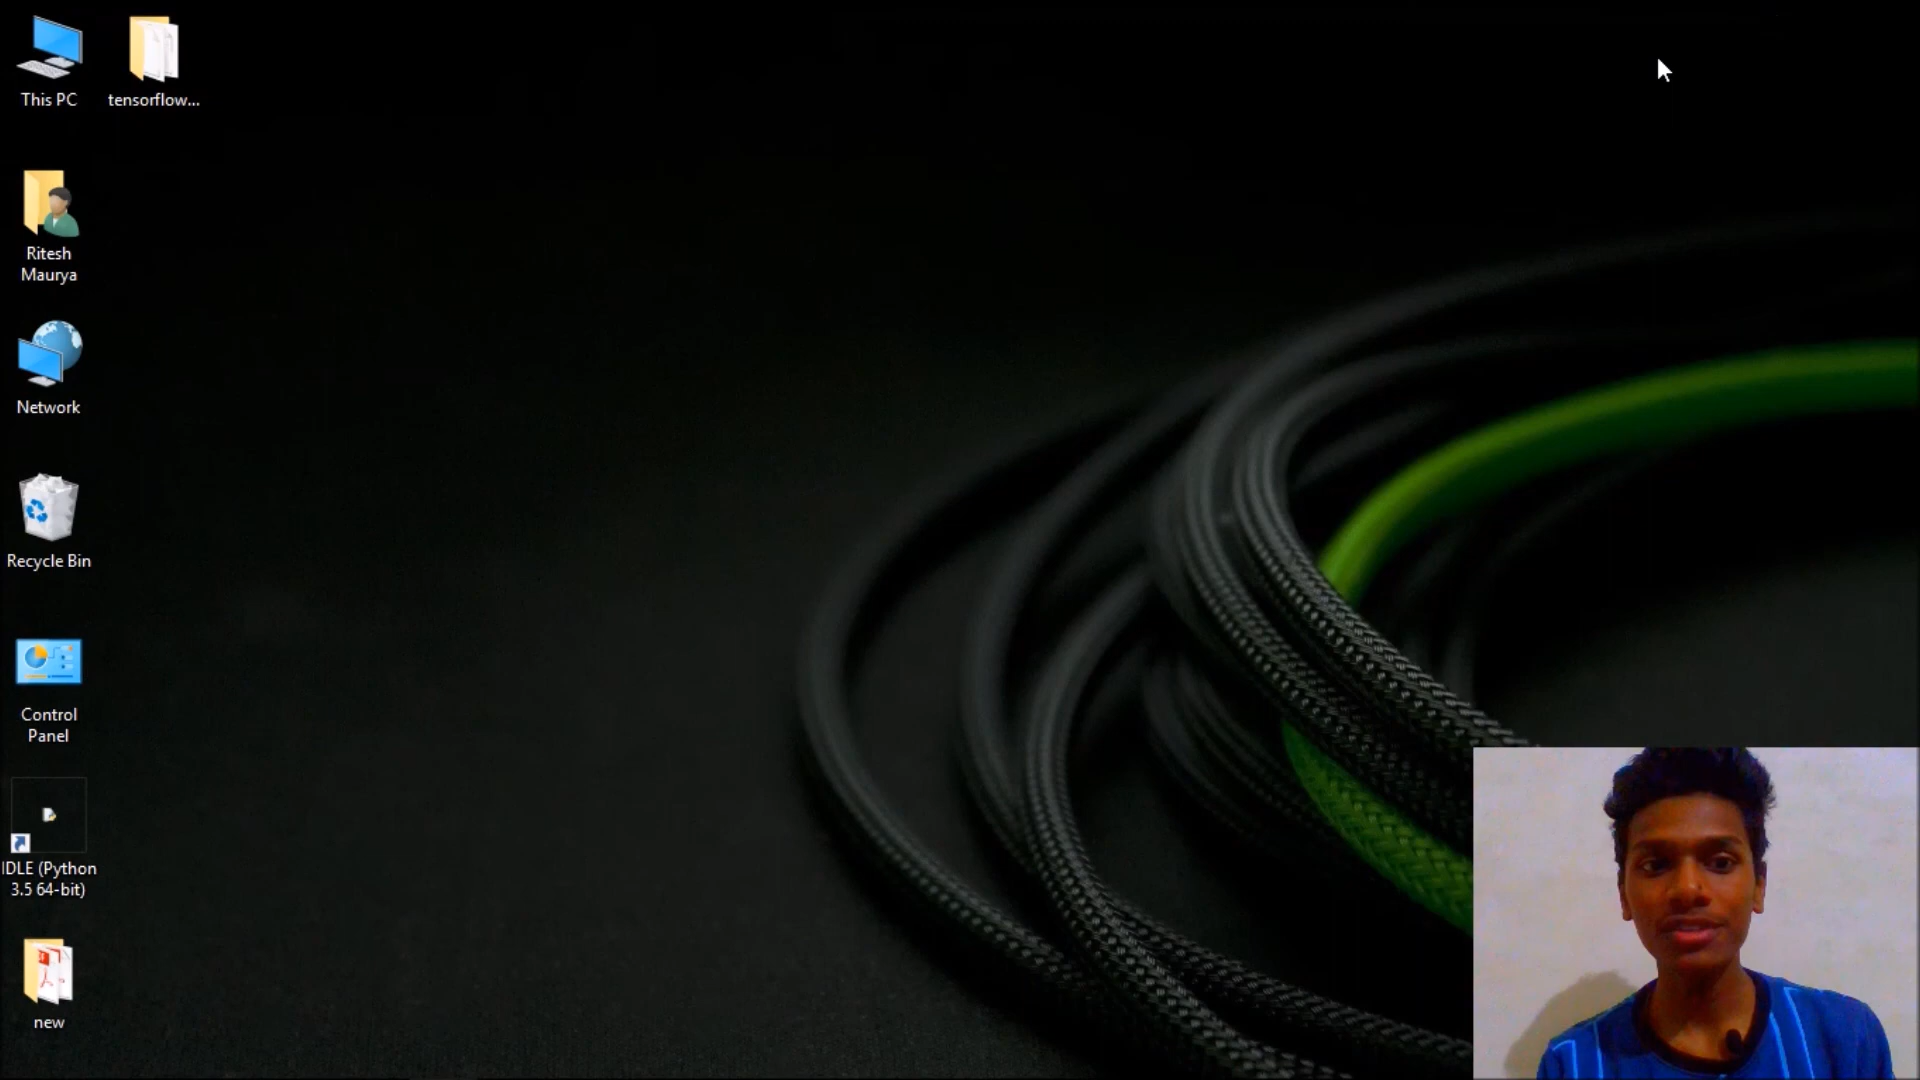 This PC
tensorflow...
Ritesh
Maurya
Network
Recycle Bin
Control
Panel
IDLE (Python
3.5 64-bit)
new